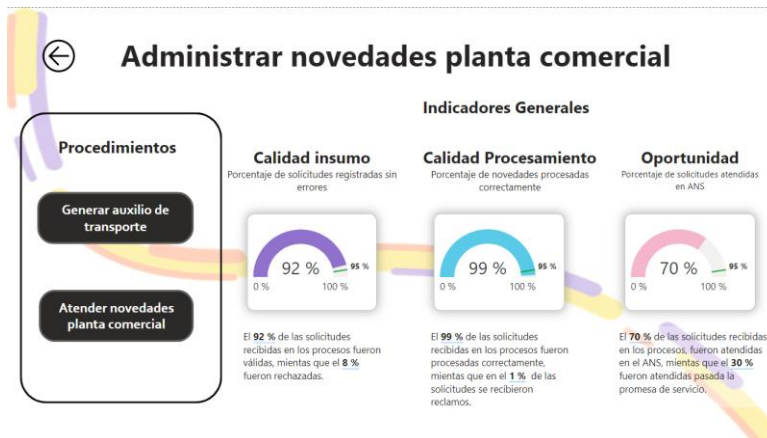 Administrar novedades planta comercial
Procedimientos
Generar auxilio de
transporte
Atender novedades
planta comercial
Indicadores Generales
Calidad insumo
Porcentaje de solicitudes registradas sin
errores
92 %
95 %
0 %
100 %
El 92 % de las solicitudes
recibidas en los procesos fueron
válidas, mientas que el 8 %
fueron rechazadas.
Calidad Procesamiento
Porcentaje de novedades procesadas
correctamente
99 %
95 %
0 %
100 %
El 99 % de las solicitudes
recibidas en los procesos fueron
procesadas correctamente,
mientas que en el 1 % de las
solicitudes se recibieron
reclamos.
Oportunidad
Porcentaje de solicitudes atendidas
en ANS
70 %
95 %
0 %
100 %
El 70 % de las solicitudes recibidas
en los procesos, fueron atendidas
en el ANS, mientas que el 30 %
fueron atendidas pasada la
promesa de servicio.